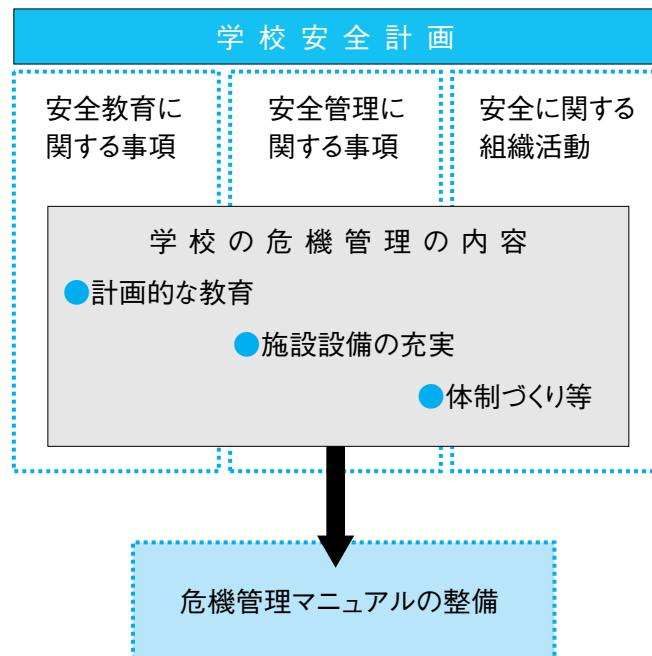 学校安全計画
安全教育に
関する事項
安全管理に
関する事項
安全に関する
組織活動
学校の危機管理の内容
●計画的な教育
●施設設備の充実
●体制づくり等
危機管理マニュアルの整備